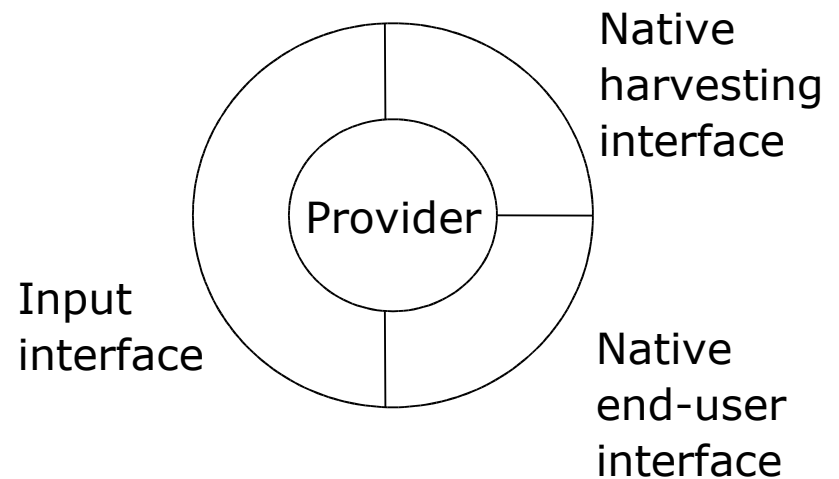 Native
harvesting
interface
Provider
Input
interface
Native
end-user
interface